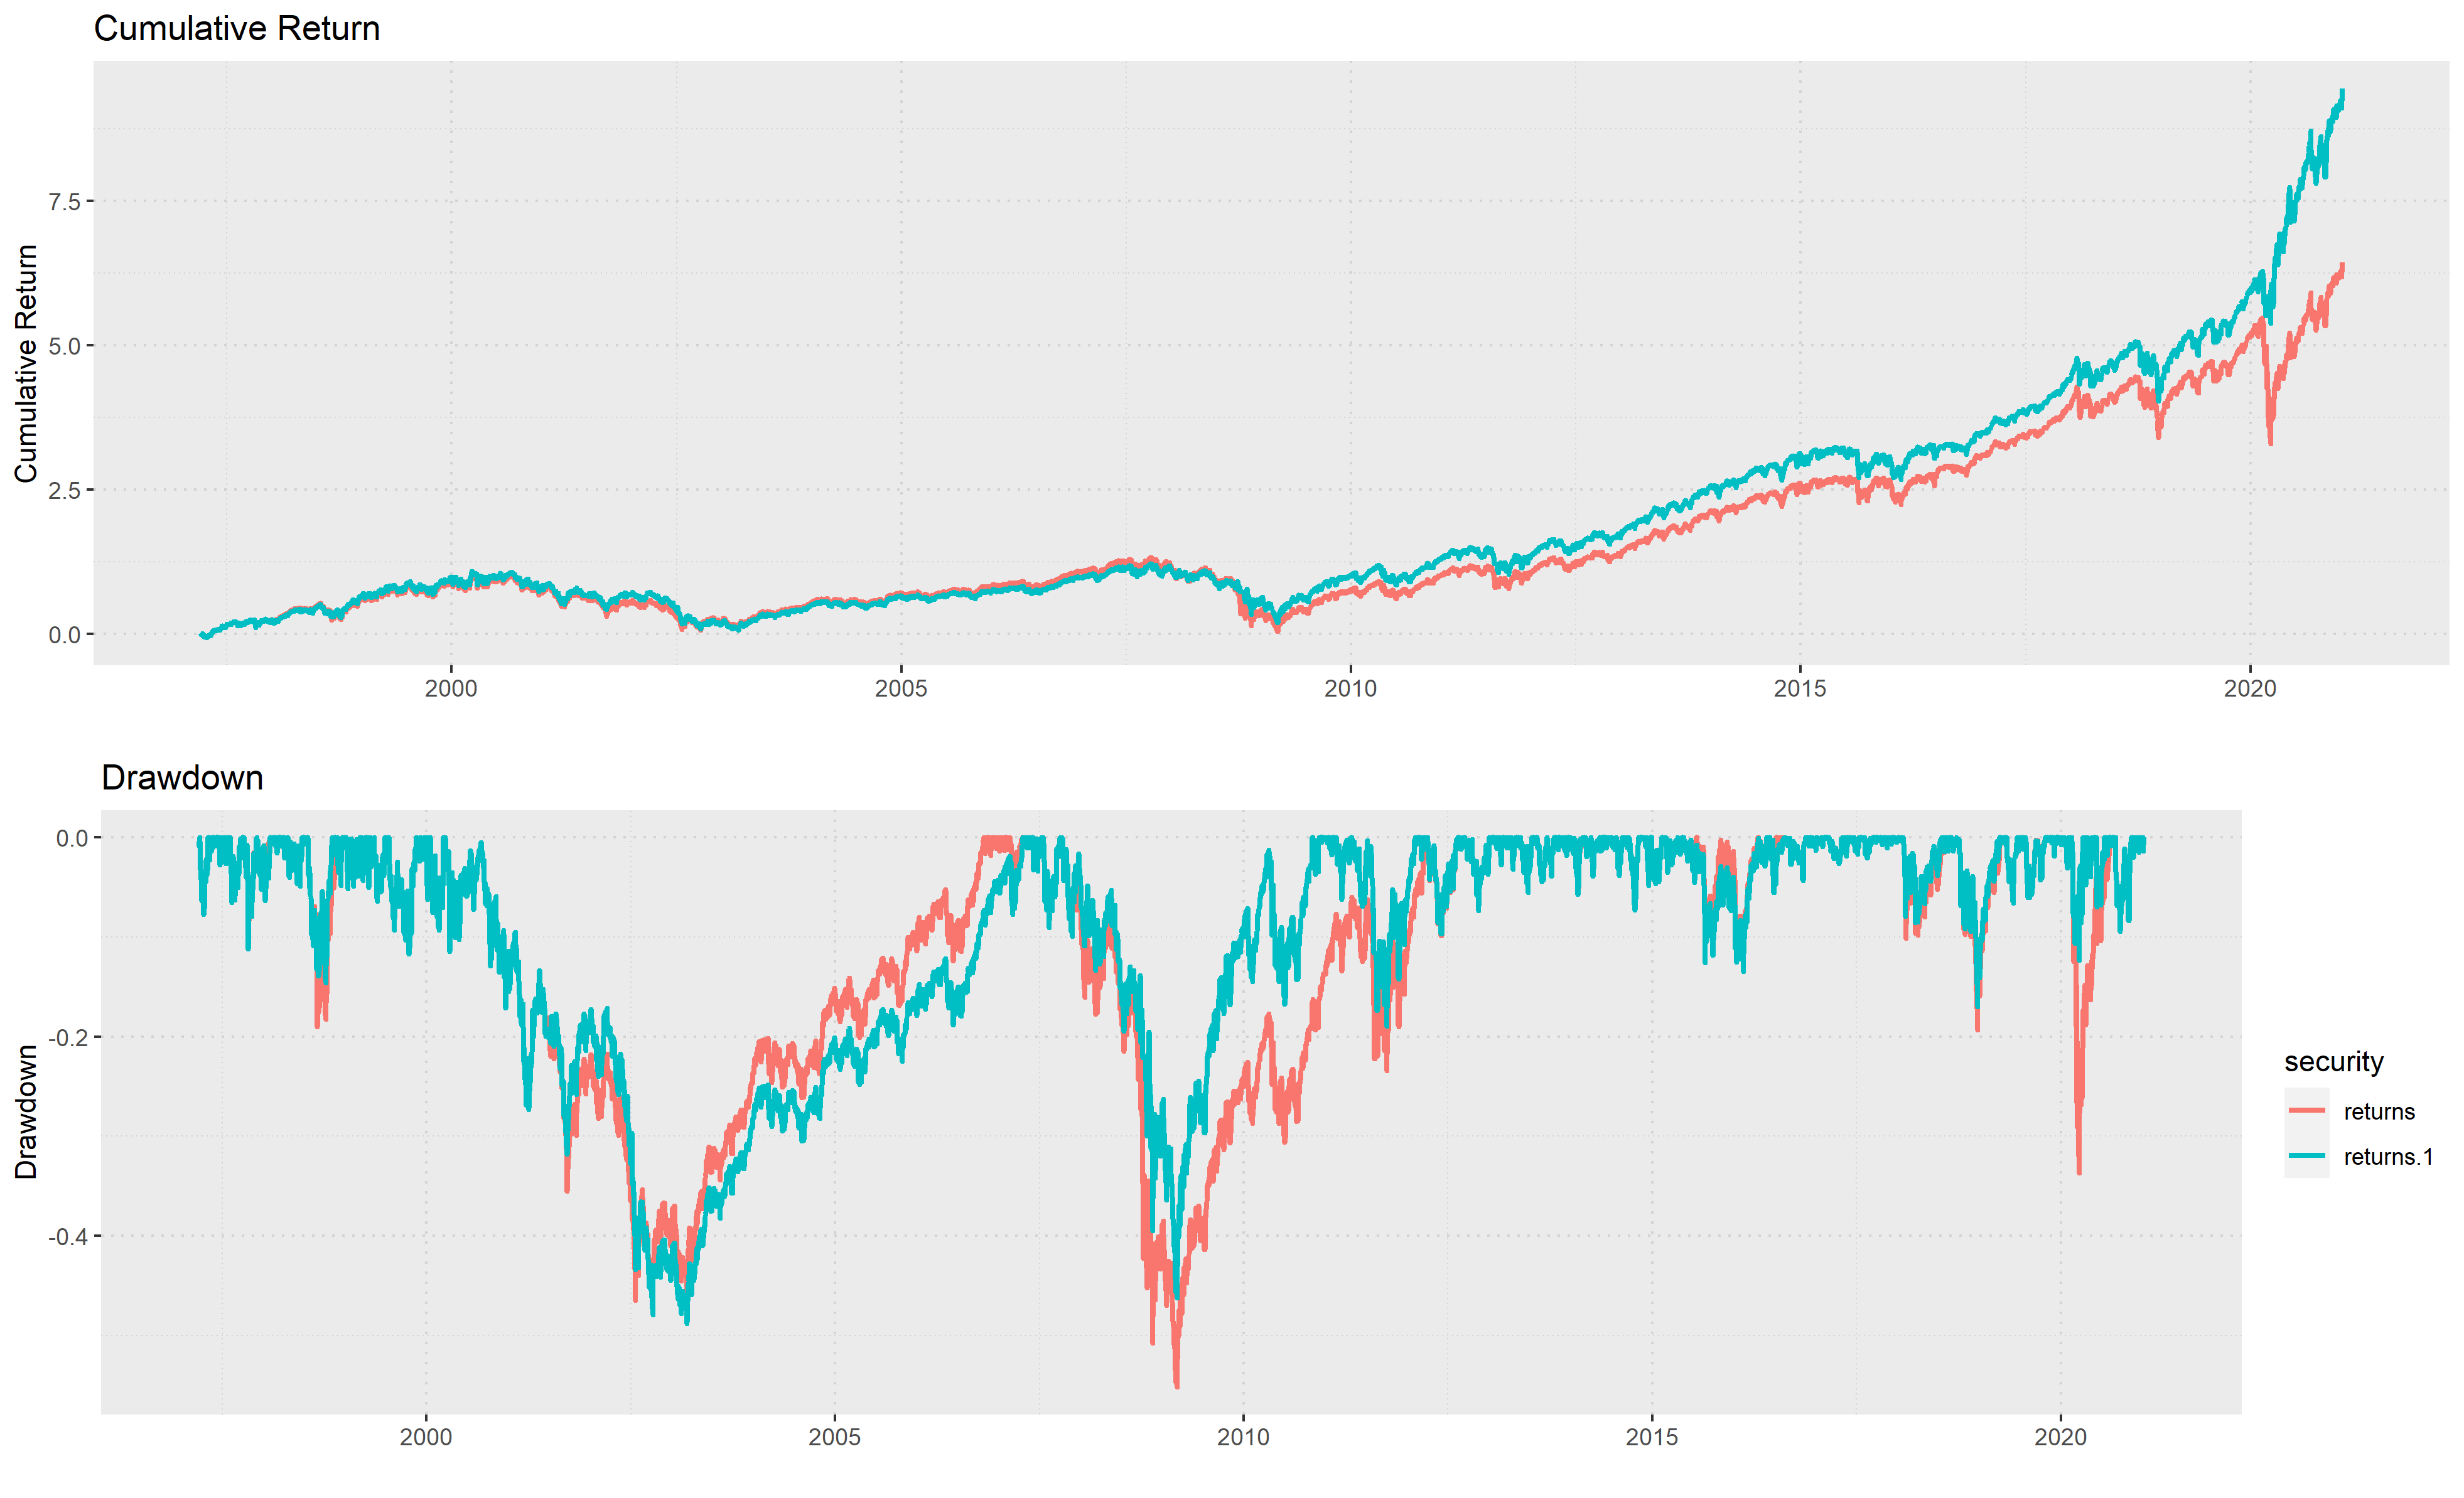 Cumulative Return
Cumulative Return
7.5
5.0
2.5
0.0
2000 2005 2010 2015 2020
Drawdown
Drawdown
0.0
-0.2
-0.4
2000 2005 2010 2015 2020
security
returns
returns.1